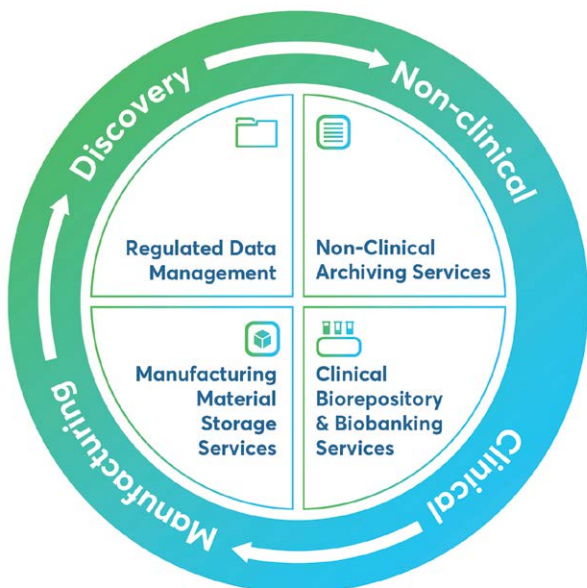 Discovery
Non-clinical
Regulated Data
Management
Non-Clinical
Archiving Services
Manufacturing
Material
Storage
Services
Clinical
Biorepository
& Biobanking
Services
Manufacturing
Clinical